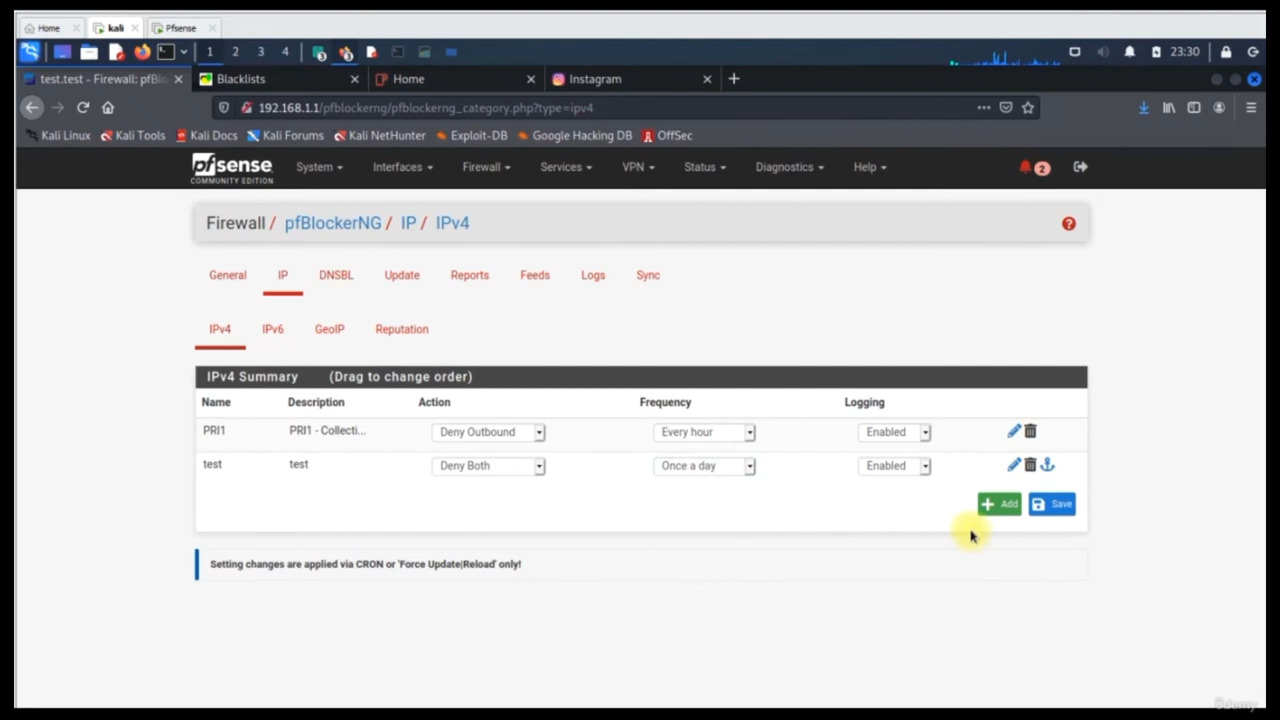 Home
kali
Pfsense
1 2 3 4
23:30
test.test - Firewall: pfBlo
Blacklists
Home
Instagram
192.168.1.1/pfblockerng/pfblockerng_category.php?type=ipv4
Kali Linux Kali Tools Kali Docs Kali Forums Kali NetHunter Exploit-DB Google Hacking DB OffSec
pfsense
COMMUNITY EDITION
System Interfaces Firewall Services VPN Status Diagnostics Help
2
Firewall / pfBlockerNG / IP / IPv4
General IP DNSBL Update Reports Feeds Logs Sync
IPv4 IPv6 GeoIP Reputation
IPv4 Summary (Drag to change order)
Name Description Action Frequency Logging
PRI1 PRI1 - Collecti... Deny Outbound Every hour Enabled
test test Deny Both Once a day Enabled
Add Save
Setting changes are applied via CRON or 'Force Update|Reload' only!
Udemy